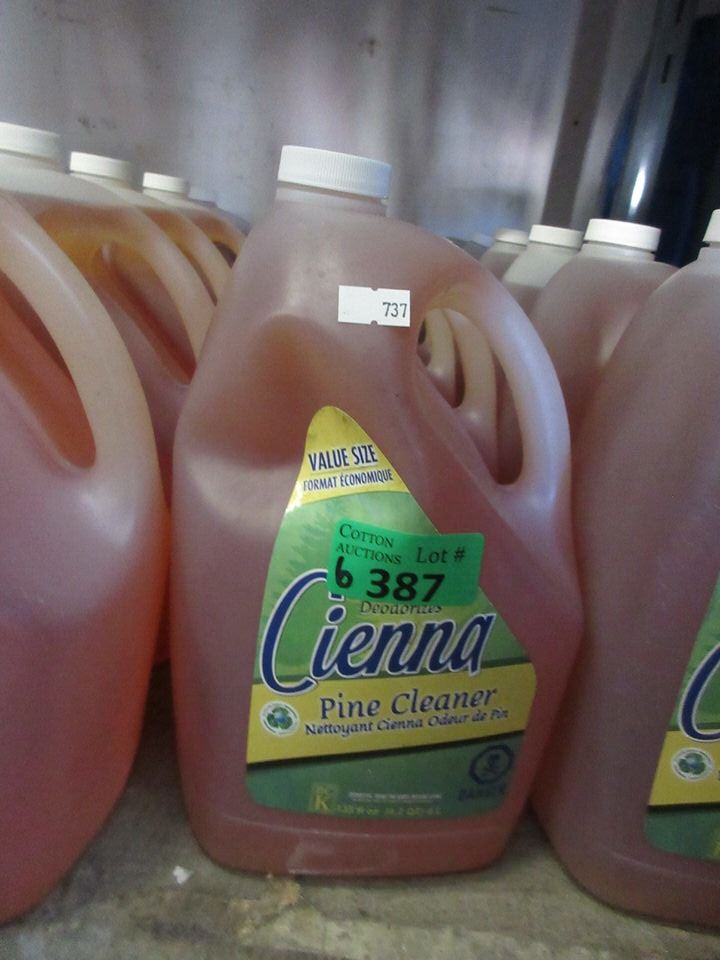 737
VALUE SIZE
FORMAT ÉCONOMIQUE
COTTON
AUCTIONS Lot #
6 387
Deodorizes
Cienna
Pine Cleaner
Nettoyant Cienna Odeur de Pin
K
DANGER